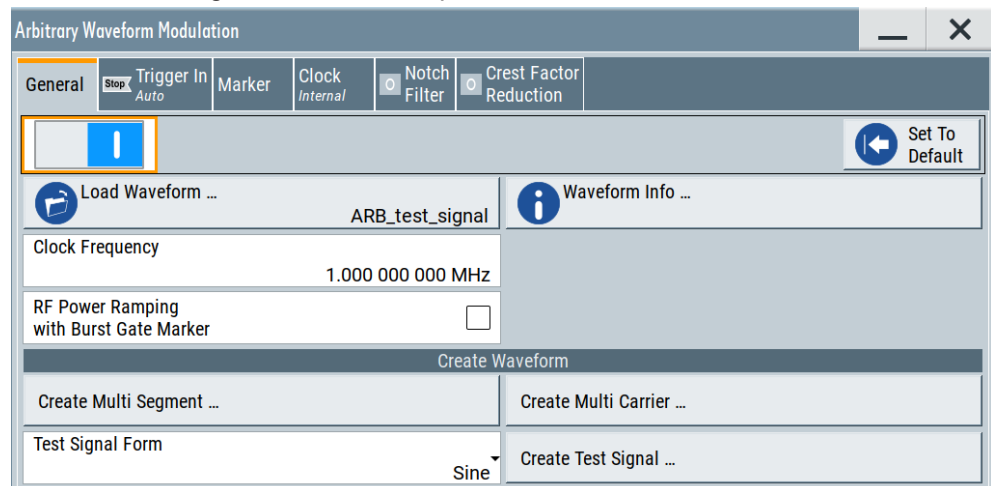 Arbitrary Waveform Modulation
General
Stop Trigger In
Auto
Marker
Clock
Internal
0 Notch
Filter
0 Crest Factor
Reduction
Set To
Default
Load Waveform ...
ARB_test_signal
Waveform Info ...
Clock Frequency
1.000 000 000 MHz
RF Power Ramping
with Burst Gate Marker
Create Waveform
Create Multi Segment ...
Create Multi Carrier ...
Test Signal Form
Sine
Create Test Signal ...